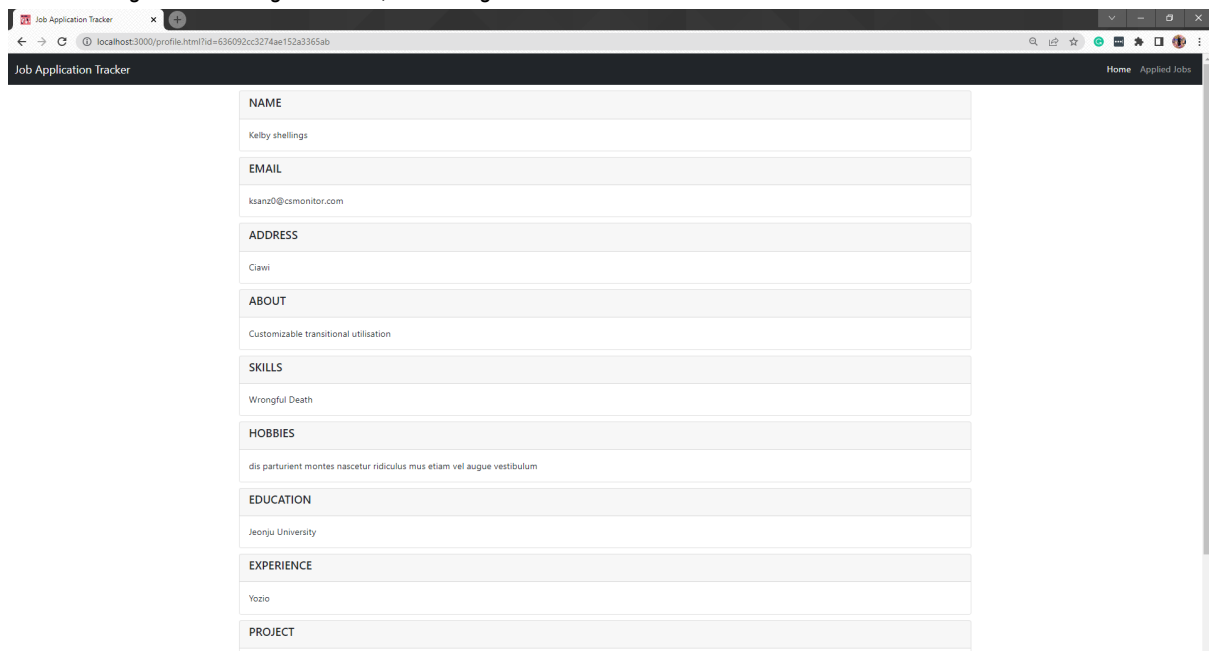 Job Application Tracker
localhost:3000/profile.html?id=636092cc3274ae152a3365ab
Job Application Tracker
Home Applied Jobs
NAME
Kelby shellings
EMAIL
ksanz0@csmonitor.com
ADDRESS
Ciawi
ABOUT
Customizable transitional utilisation
SKILLS
Wrongful Death
HOBBIES
dis parturient montes nascetur ridiculus mus etiam vel augue vestibulum
EDUCATION
Jeonju University
EXPERIENCE
Yozio
PROJECT